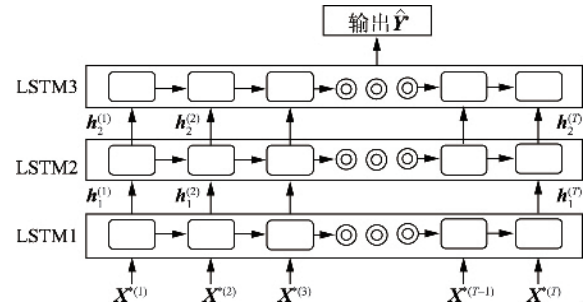 输出Ŷ
LSTM3
h₂⁽¹⁾ h₂⁽²⁾ h₂⁽ᵀ⁾
LSTM2
h₁⁽¹⁾ h₁⁽²⁾ h₁⁽ᵀ⁾
LSTM1
X*⁽¹⁾ X*⁽²⁾ X*⁽³⁾ X*⁽ᵀ⁻¹⁾ X*⁽ᵀ⁾